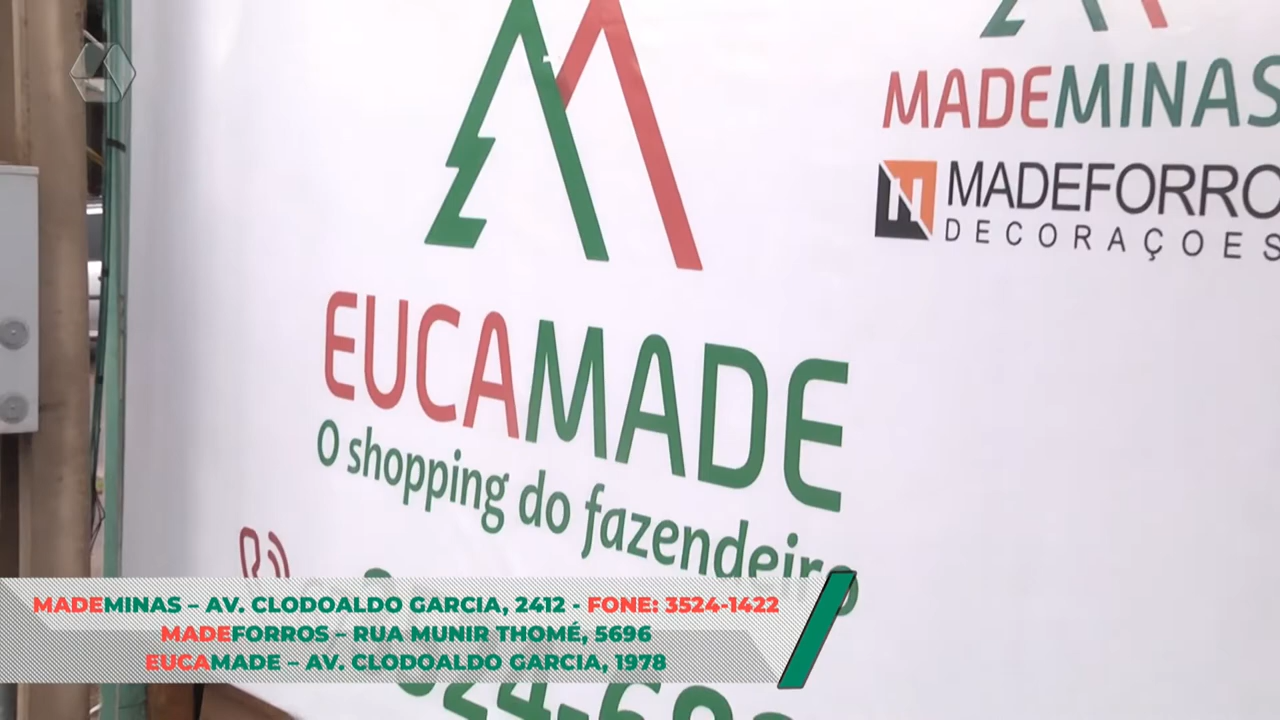 MADEMINAS
MADEFORRO
DECORAÇOES
EUCAMADE
O shopping do fazendeiro
MADEMINAS – AV. CLODOALDO GARCIA, 2412 - FONE: 3524-1422
MADEFORROS – RUA MUNIR THOMÉ, 5696
EUCAMADE – AV. CLODOALDO GARCIA, 1978